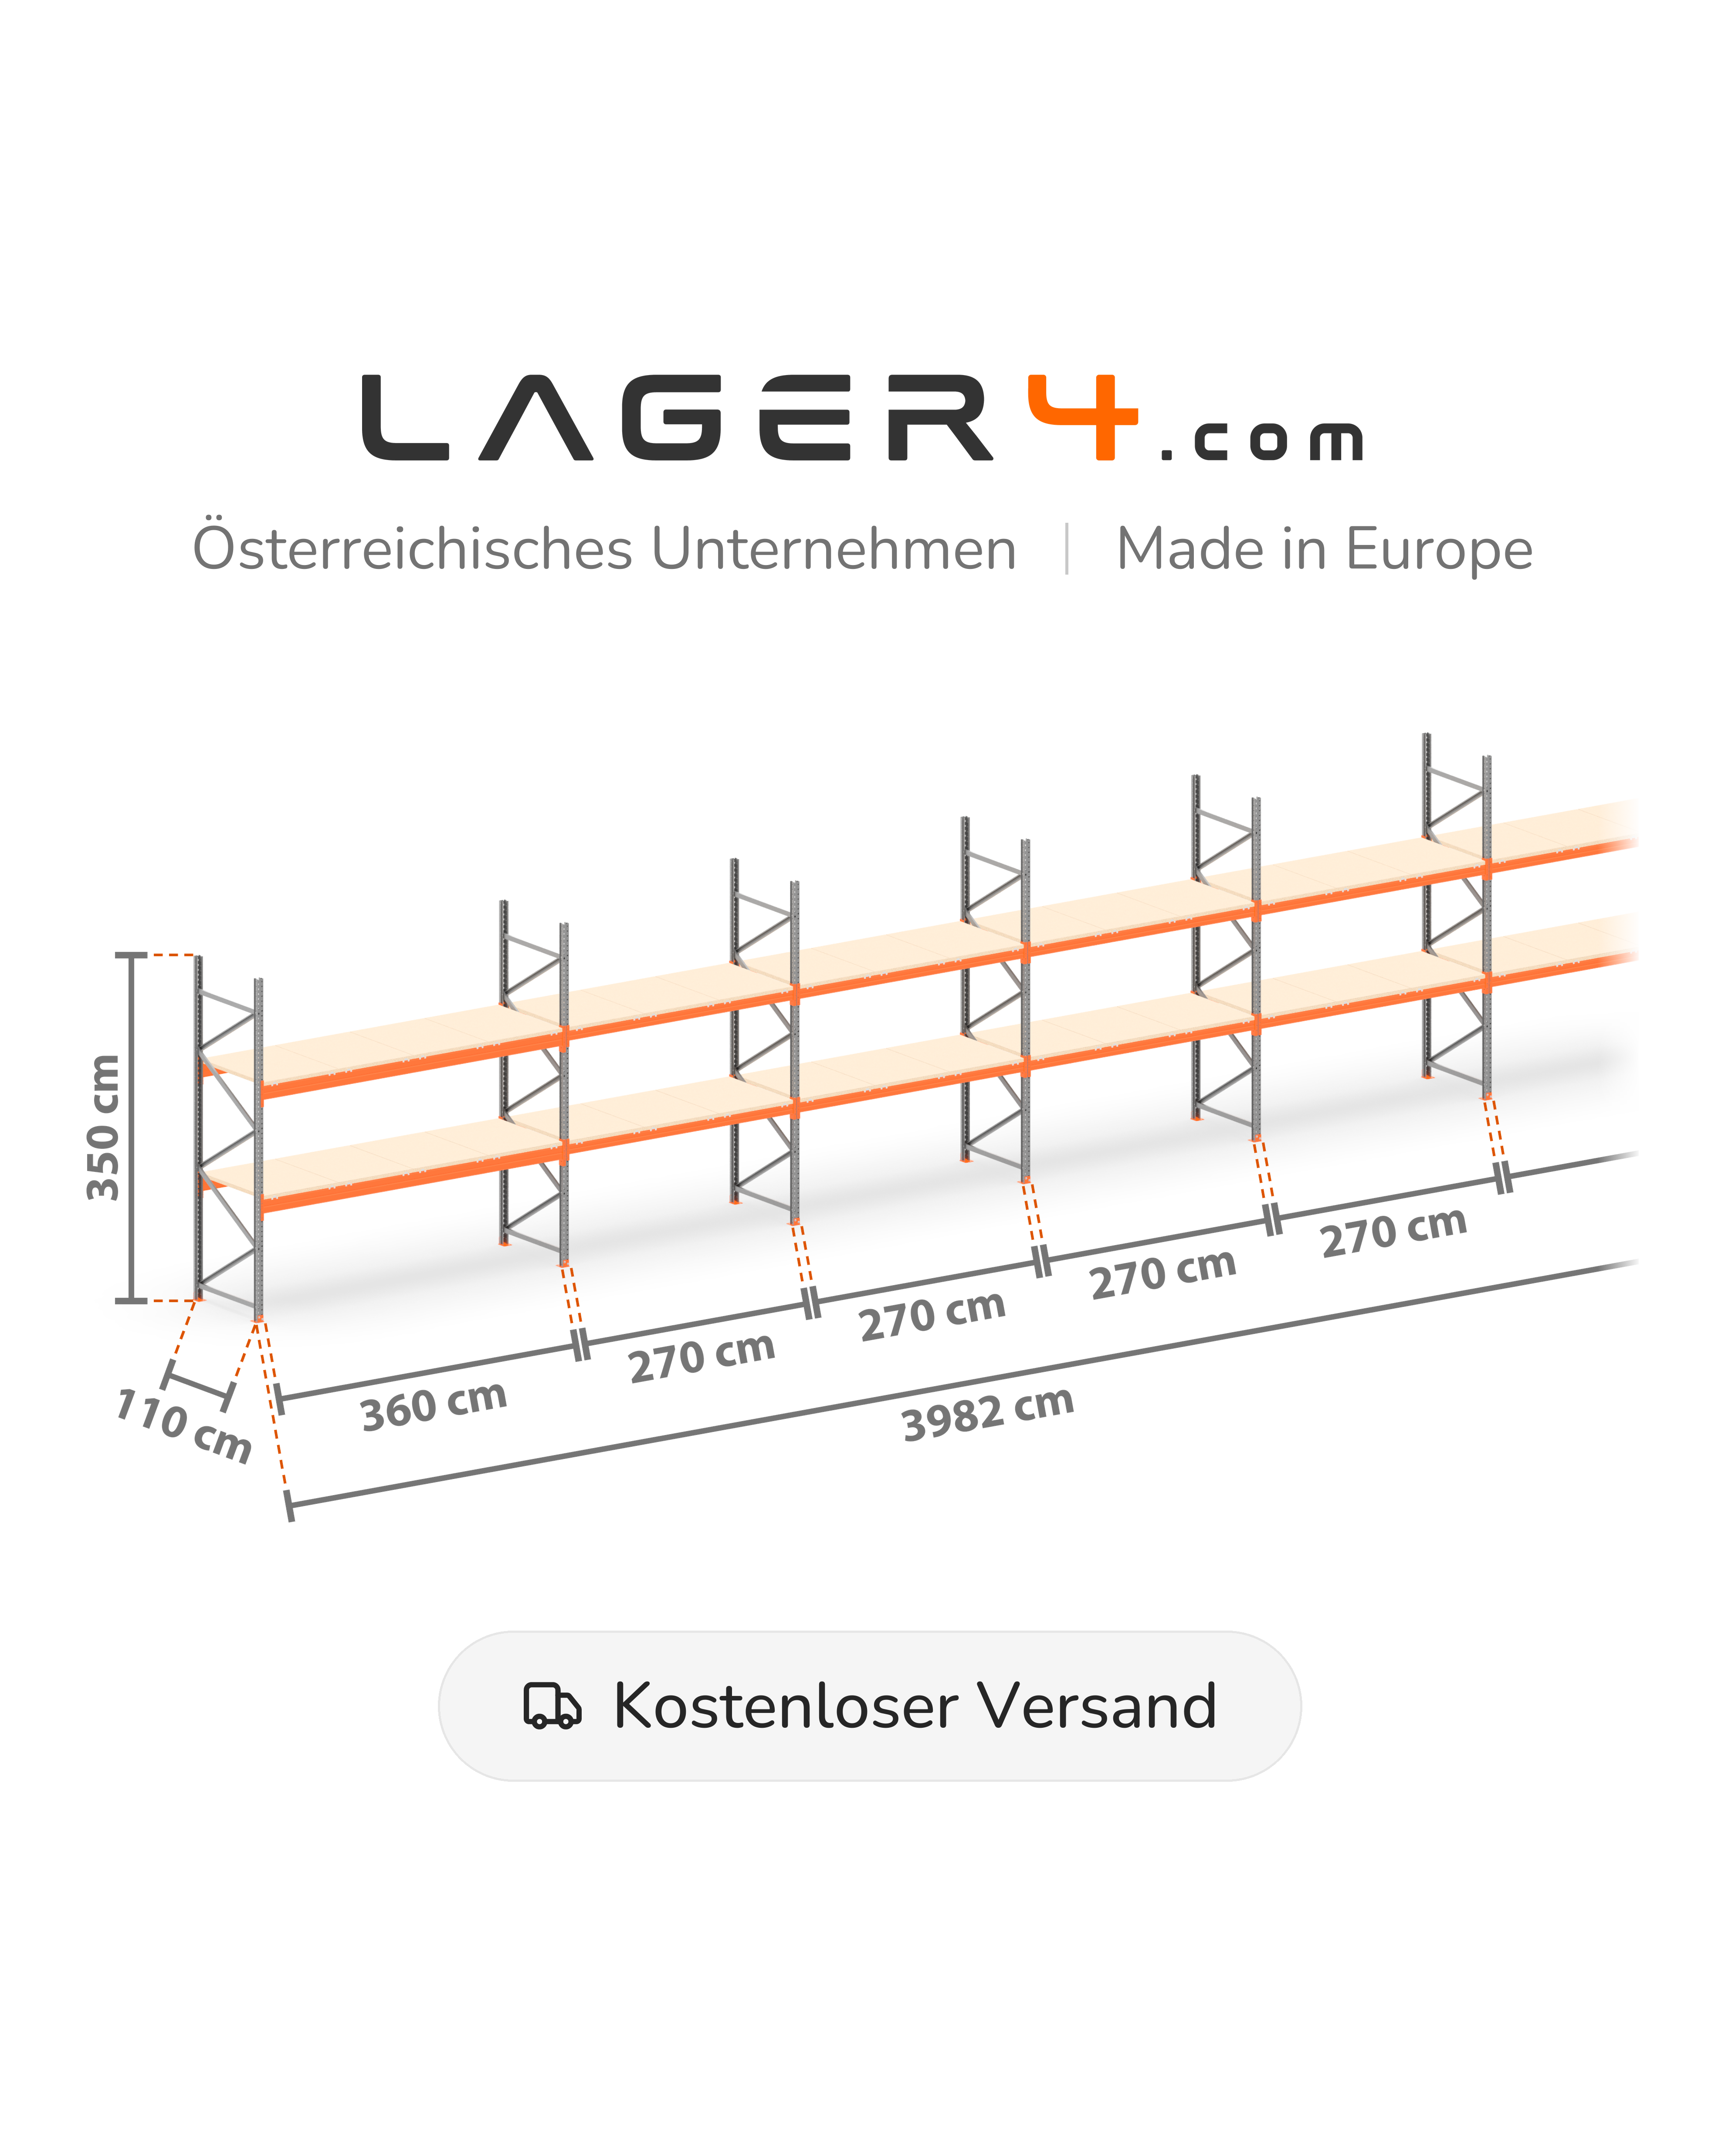 LAGER4.com
Österreichisches Unternehmen | Made in Europe
350 cm
110 cm
360 cm
270 cm
270 cm
270 cm
270 cm
3982 cm
Kostenloser Versand